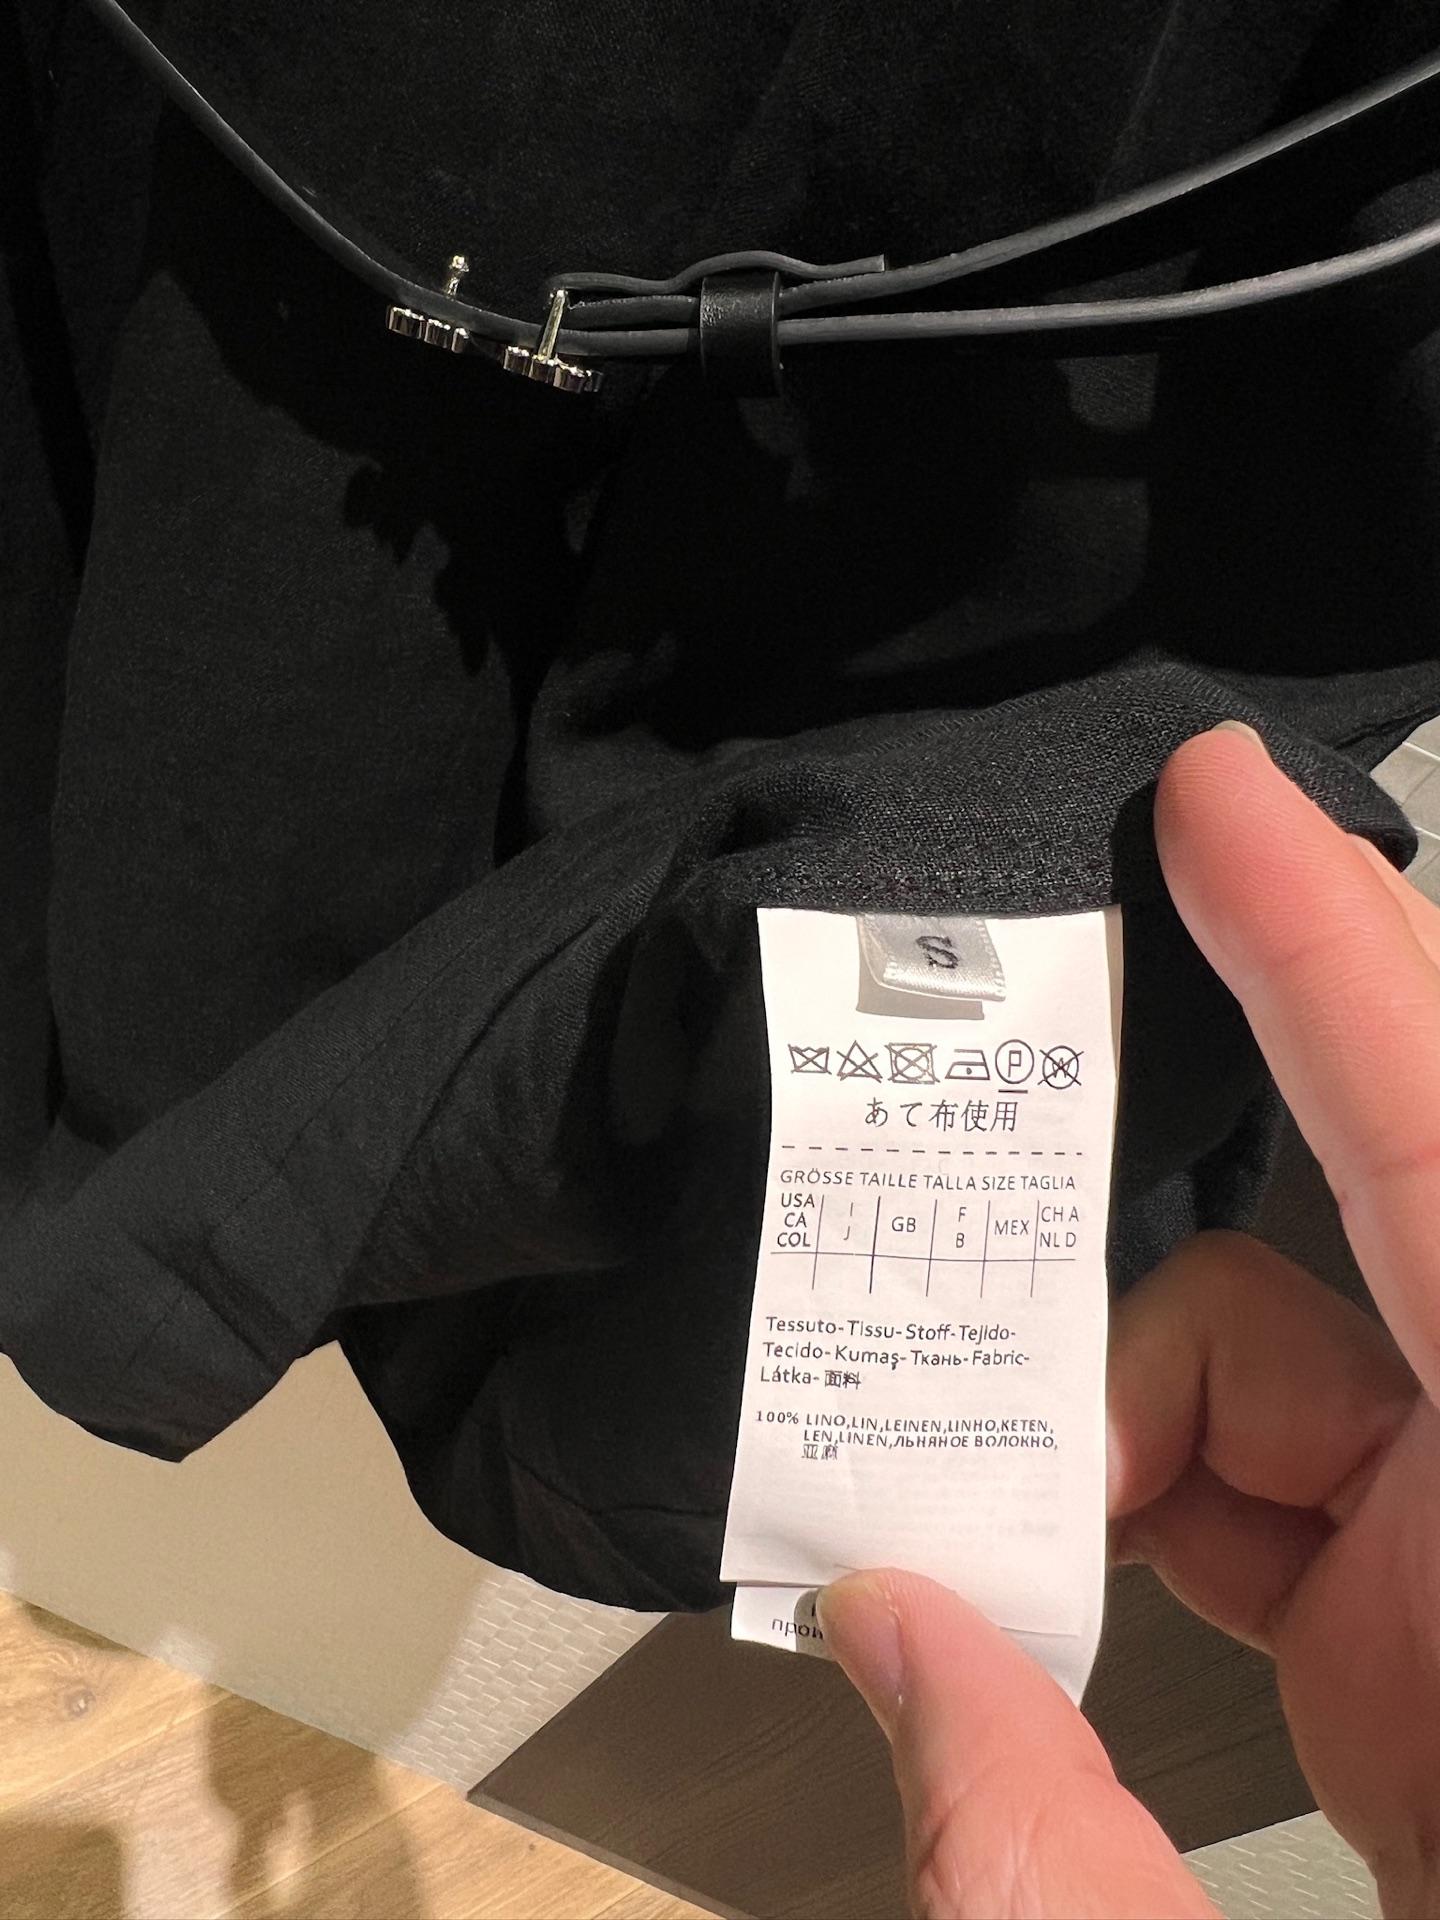 S
P
W
あて布使用
GRÖSSE TAILLE TALLA SIZE TAGLIA
USA CA COL
I J
GB
F B
MEX
CH A NL D
Tessuto-Tissu-Stoff-Tejido-
Tecido-Kumaş-Ткань-Fabric-
Látka-面料
100% LINO,LIN,LEINEN,LINHO,KETEN,
LEN,LINEN,ЛЬНЯНОЕ ВОЛОКНО,
亚麻